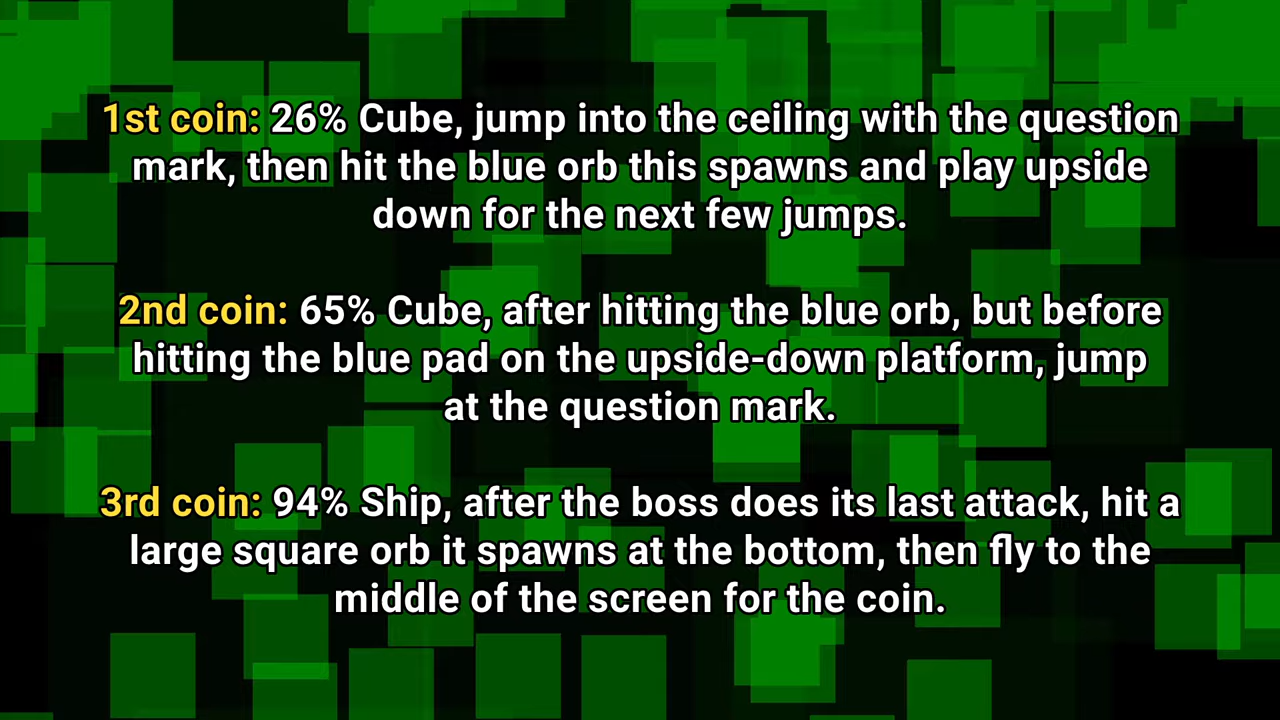 1st coin: 26% Cube, jump into the ceiling with the question
mark, then hit the blue orb this spawns and play upside
down for the next few jumps.
2nd coin: 65% Cube, after hitting the blue orb, but before
hitting the blue pad on the upside-down platform, jump
at the question mark.
3rd coin: 94% Ship, after the boss does its last attack, hit a
large square orb it spawns at the bottom, then fly to the
middle of the screen for the coin.